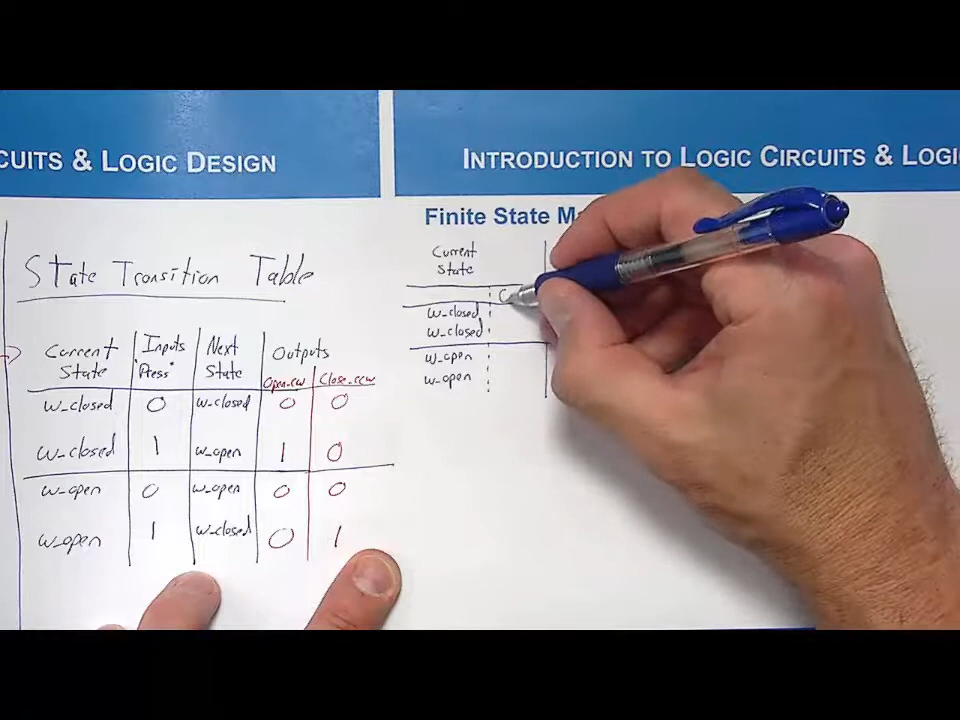 CUITS & LOGIC DESIGN
State Transition Table
Current State | Inputs "Press" | Next State | Outputs
Open_cw | Close_ccw
w_closed | 0 | w_closed | 0 | 0
w_closed | 1 | w_open | 1 | 0
w_open | 0 | w_open | 0 | 0
w_open | 1 | w_closed | 0 | 1
INTRODUCTION TO LOGIC CIRCUITS & LOGI
Finite State Ma
Current
State
w_closed
w_closed
w_open
w_open